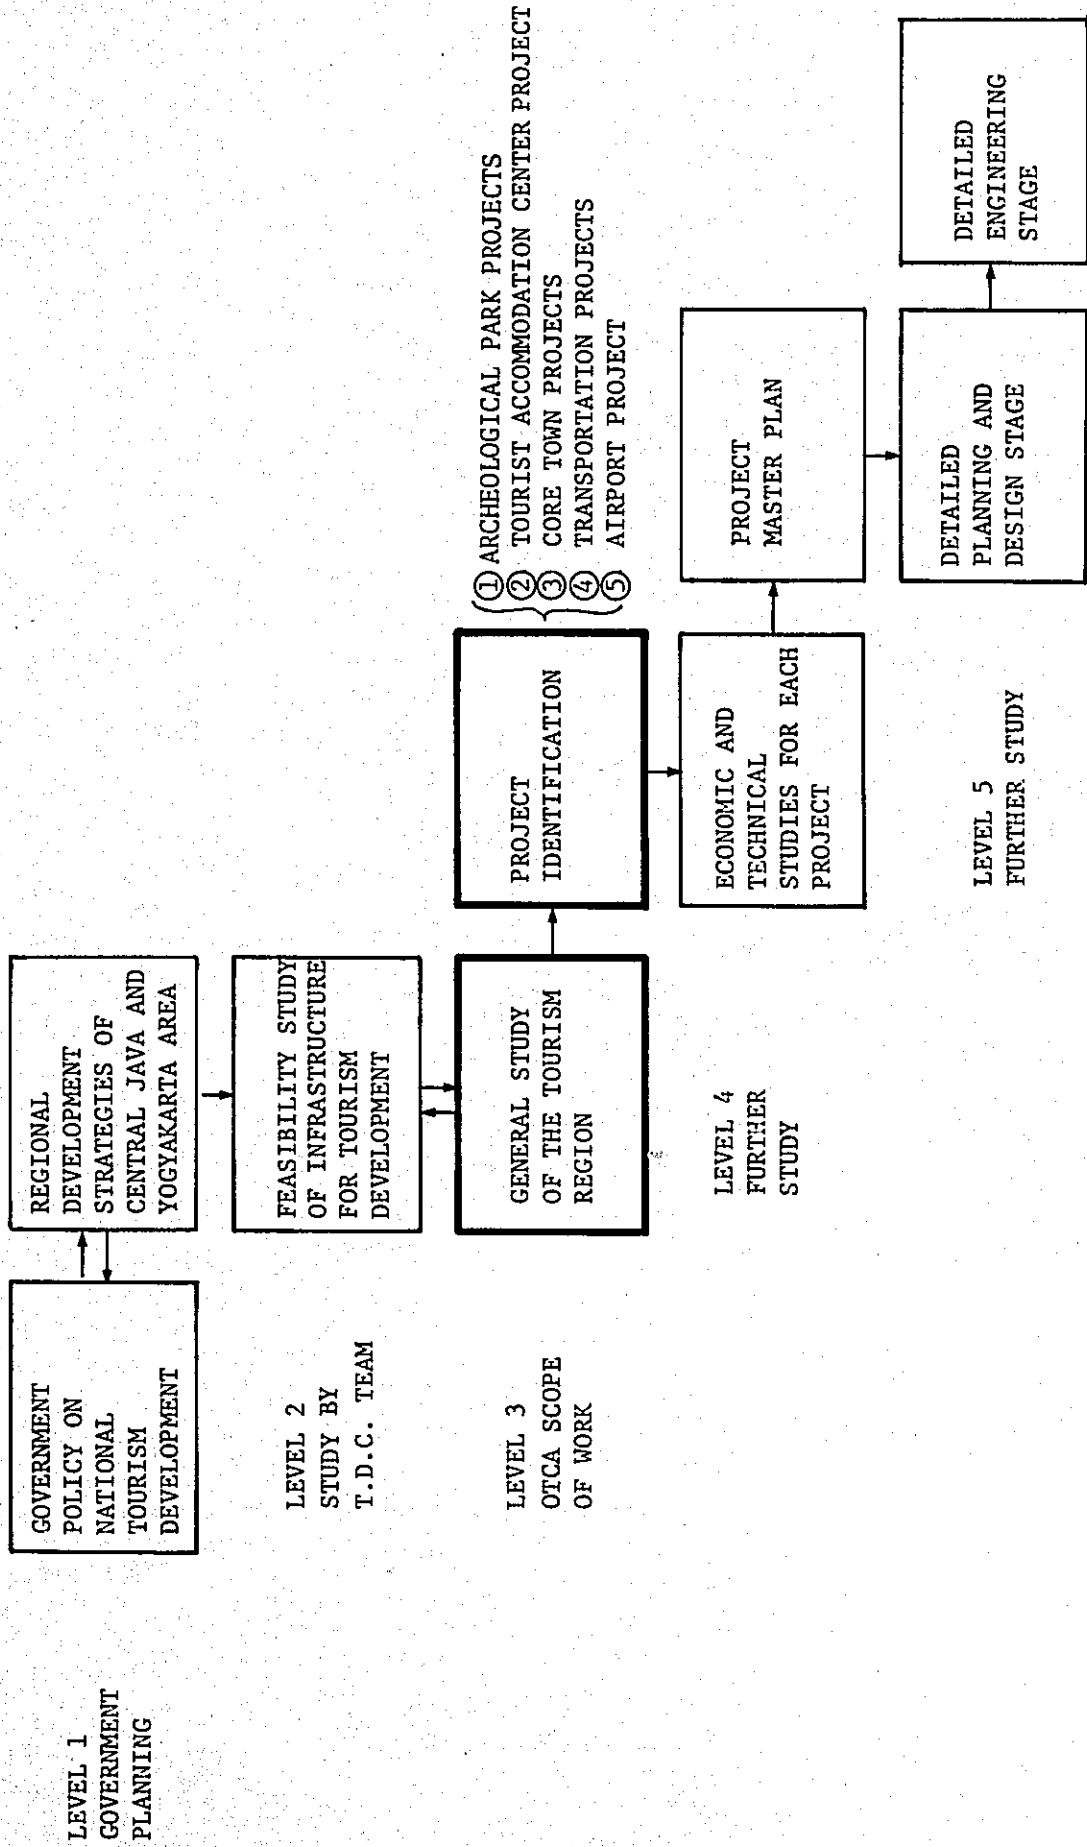 LEVEL 1
GOVERNMENT
PLANNING
GOVERNMENT
POLICY ON
NATIONAL
TOURISM
DEVELOPMENT
REGIONAL
DEVELOPMENT
STRATEGIES OF
CENTRAL JAVA AND
YOGYAKARTA AREA
LEVEL 2
STUDY BY
T.D.C. TEAM
FEASIBILITY STUDY
OF INFRASTRUCTURE
FOR TOURISM
DEVELOPMENT
LEVEL 3
OTCA SCOPE
OF WORK
GENERAL STUDY
OF THE TOURISM
REGION
PROJECT
IDENTIFICATION
① ARCHEOLOGICAL PARK PROJECTS
② TOURIST ACCOMMODATION CENTER PROJECT
③ CORE TOWN PROJECTS
④ TRANSPORTATION PROJECTS
⑤ AIRPORT PROJECT
LEVEL 4
FURTHER
STUDY
ECONOMIC AND
TECHNICAL
STUDIES FOR EACH
PROJECT
PROJECT
MASTER PLAN
LEVEL 5
FURTHER STUDY
DETAILED
PLANNING AND
DESIGN STAGE
DETAILED
ENGINEERING
STAGE